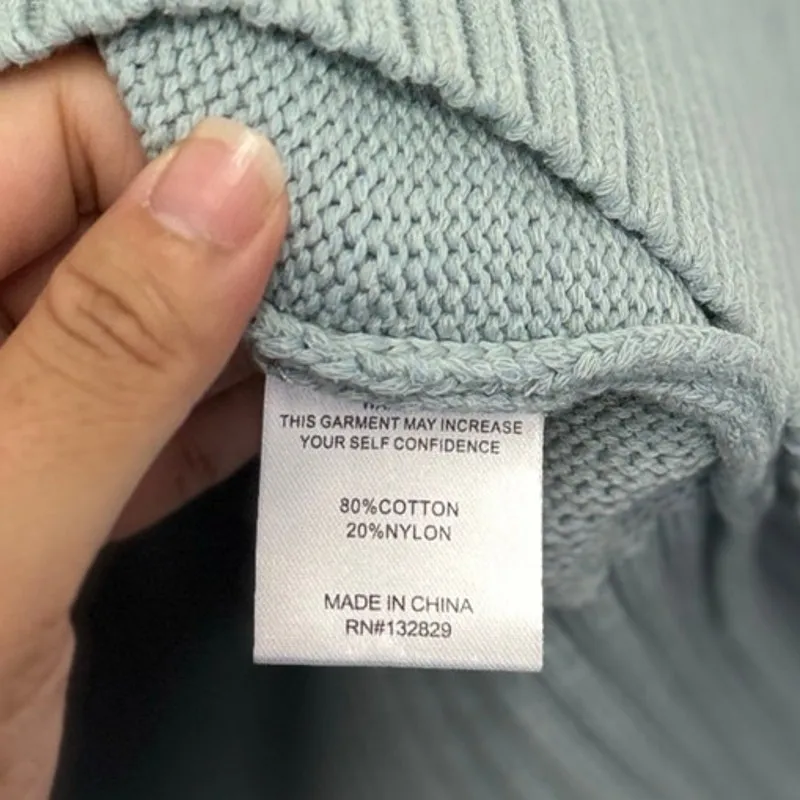 THIS GARMENT MAY INCREASE
YOUR SELF CONFIDENCE
80%COTTON
20%NYLON
MADE IN CHINA
RN#132829